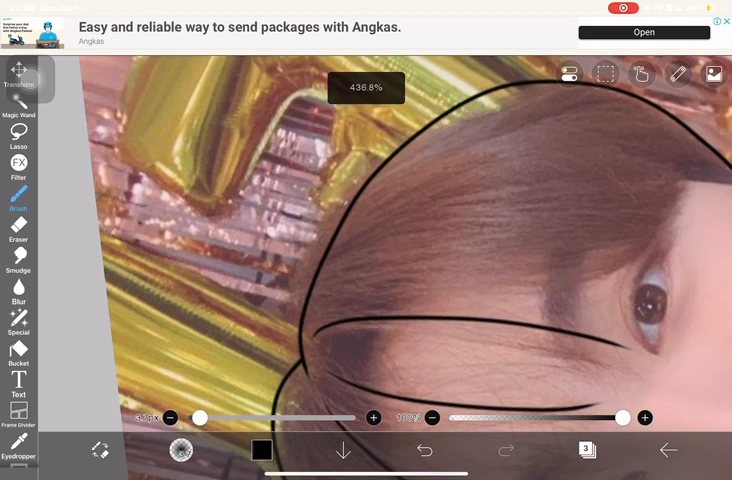 Easy and reliable way to send packages with Angkas.
Angkas
Open
436.8%
Transform
Magic Wand
Lasso
FX
Filter
Brush
Eraser
Smudge
Blur
Special
Bucket
T
Text
Frame Divider
Eyedropper
100%
3